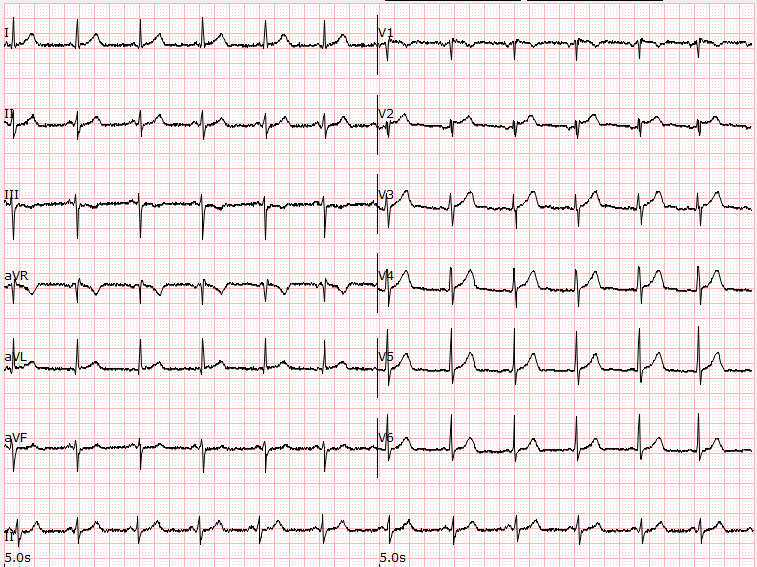 I V1
II V2
III V3
aVR V4
aVL V5
aVF V6
II
5.0s 5.0s